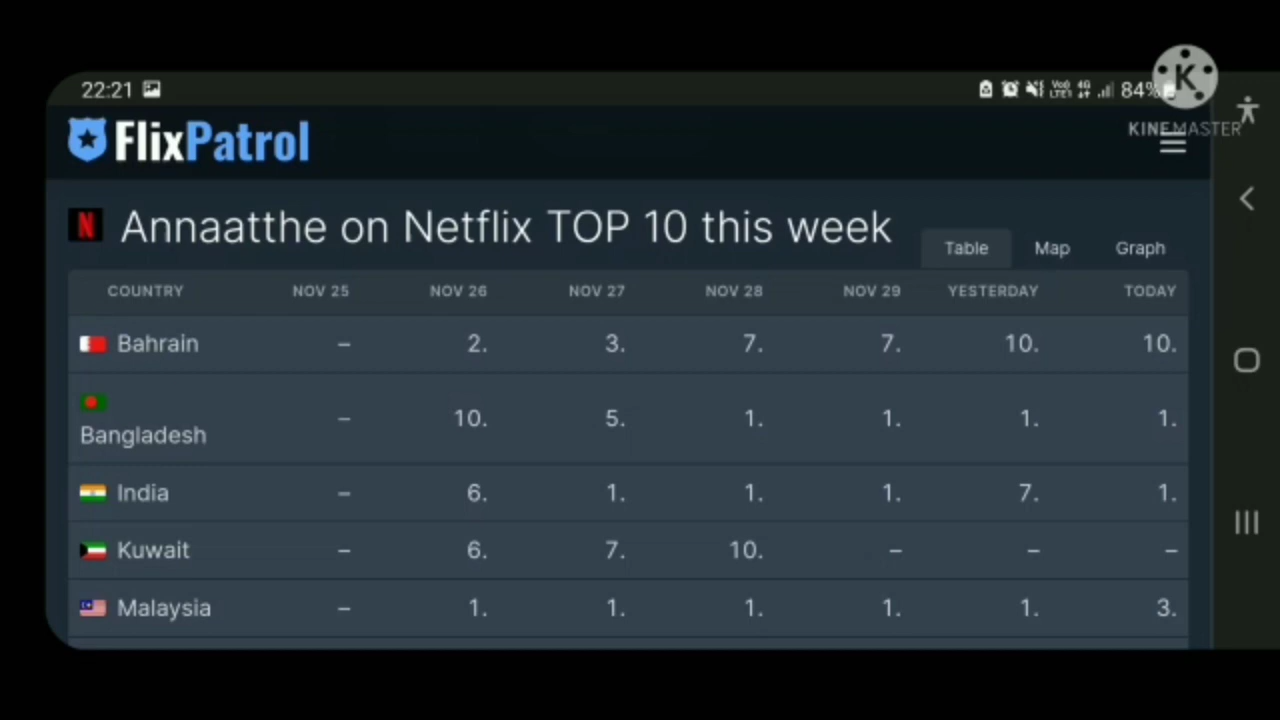 22:21 VoLTE1 4G 84%
K
KINEMASTER
FlixPatrol
N Annaatthe on Netflix TOP 10 this week
Table Map Graph
COUNTRY NOV 25 NOV 26 NOV 27 NOV 28 NOV 29 YESTERDAY TODAY
Bahrain – 2. 3. 7. 7. 10. 10.
Bangladesh – 10. 5. 1. 1. 1. 1.
India – 6. 1. 1. 1. 7. 1.
Kuwait – 6. 7. 10. – – –
Malaysia – 1. 1. 1. 1. 1. 3.